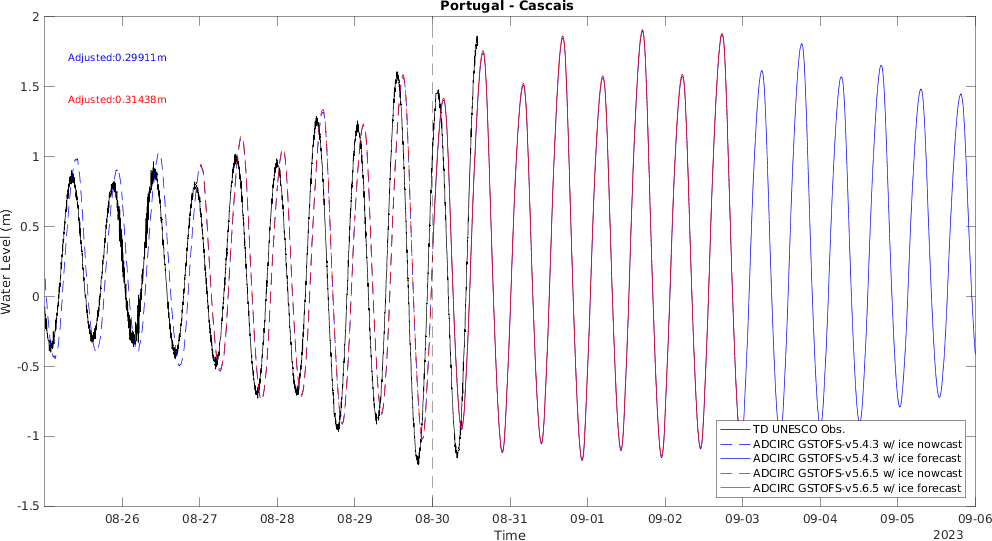 Portugal - Cascais
2
1.5
1
0.5
0
-0.5
-1
-1.5
Water Level (m)
Adjusted:0.29911m
Adjusted:0.31438m
TD UNESCO Obs.
ADCIRC GSTOFS-v5.4.3 w/ ice nowcast
ADCIRC GSTOFS-v5.4.3 w/ ice forecast
ADCIRC GSTOFS-v5.6.5 w/ ice nowcast
ADCIRC GSTOFS-v5.6.5 w/ ice forecast
08-26 08-27 08-28 08-29 08-30 08-31 09-01 09-02 09-03 09-04 09-05 09-06
Time
2023